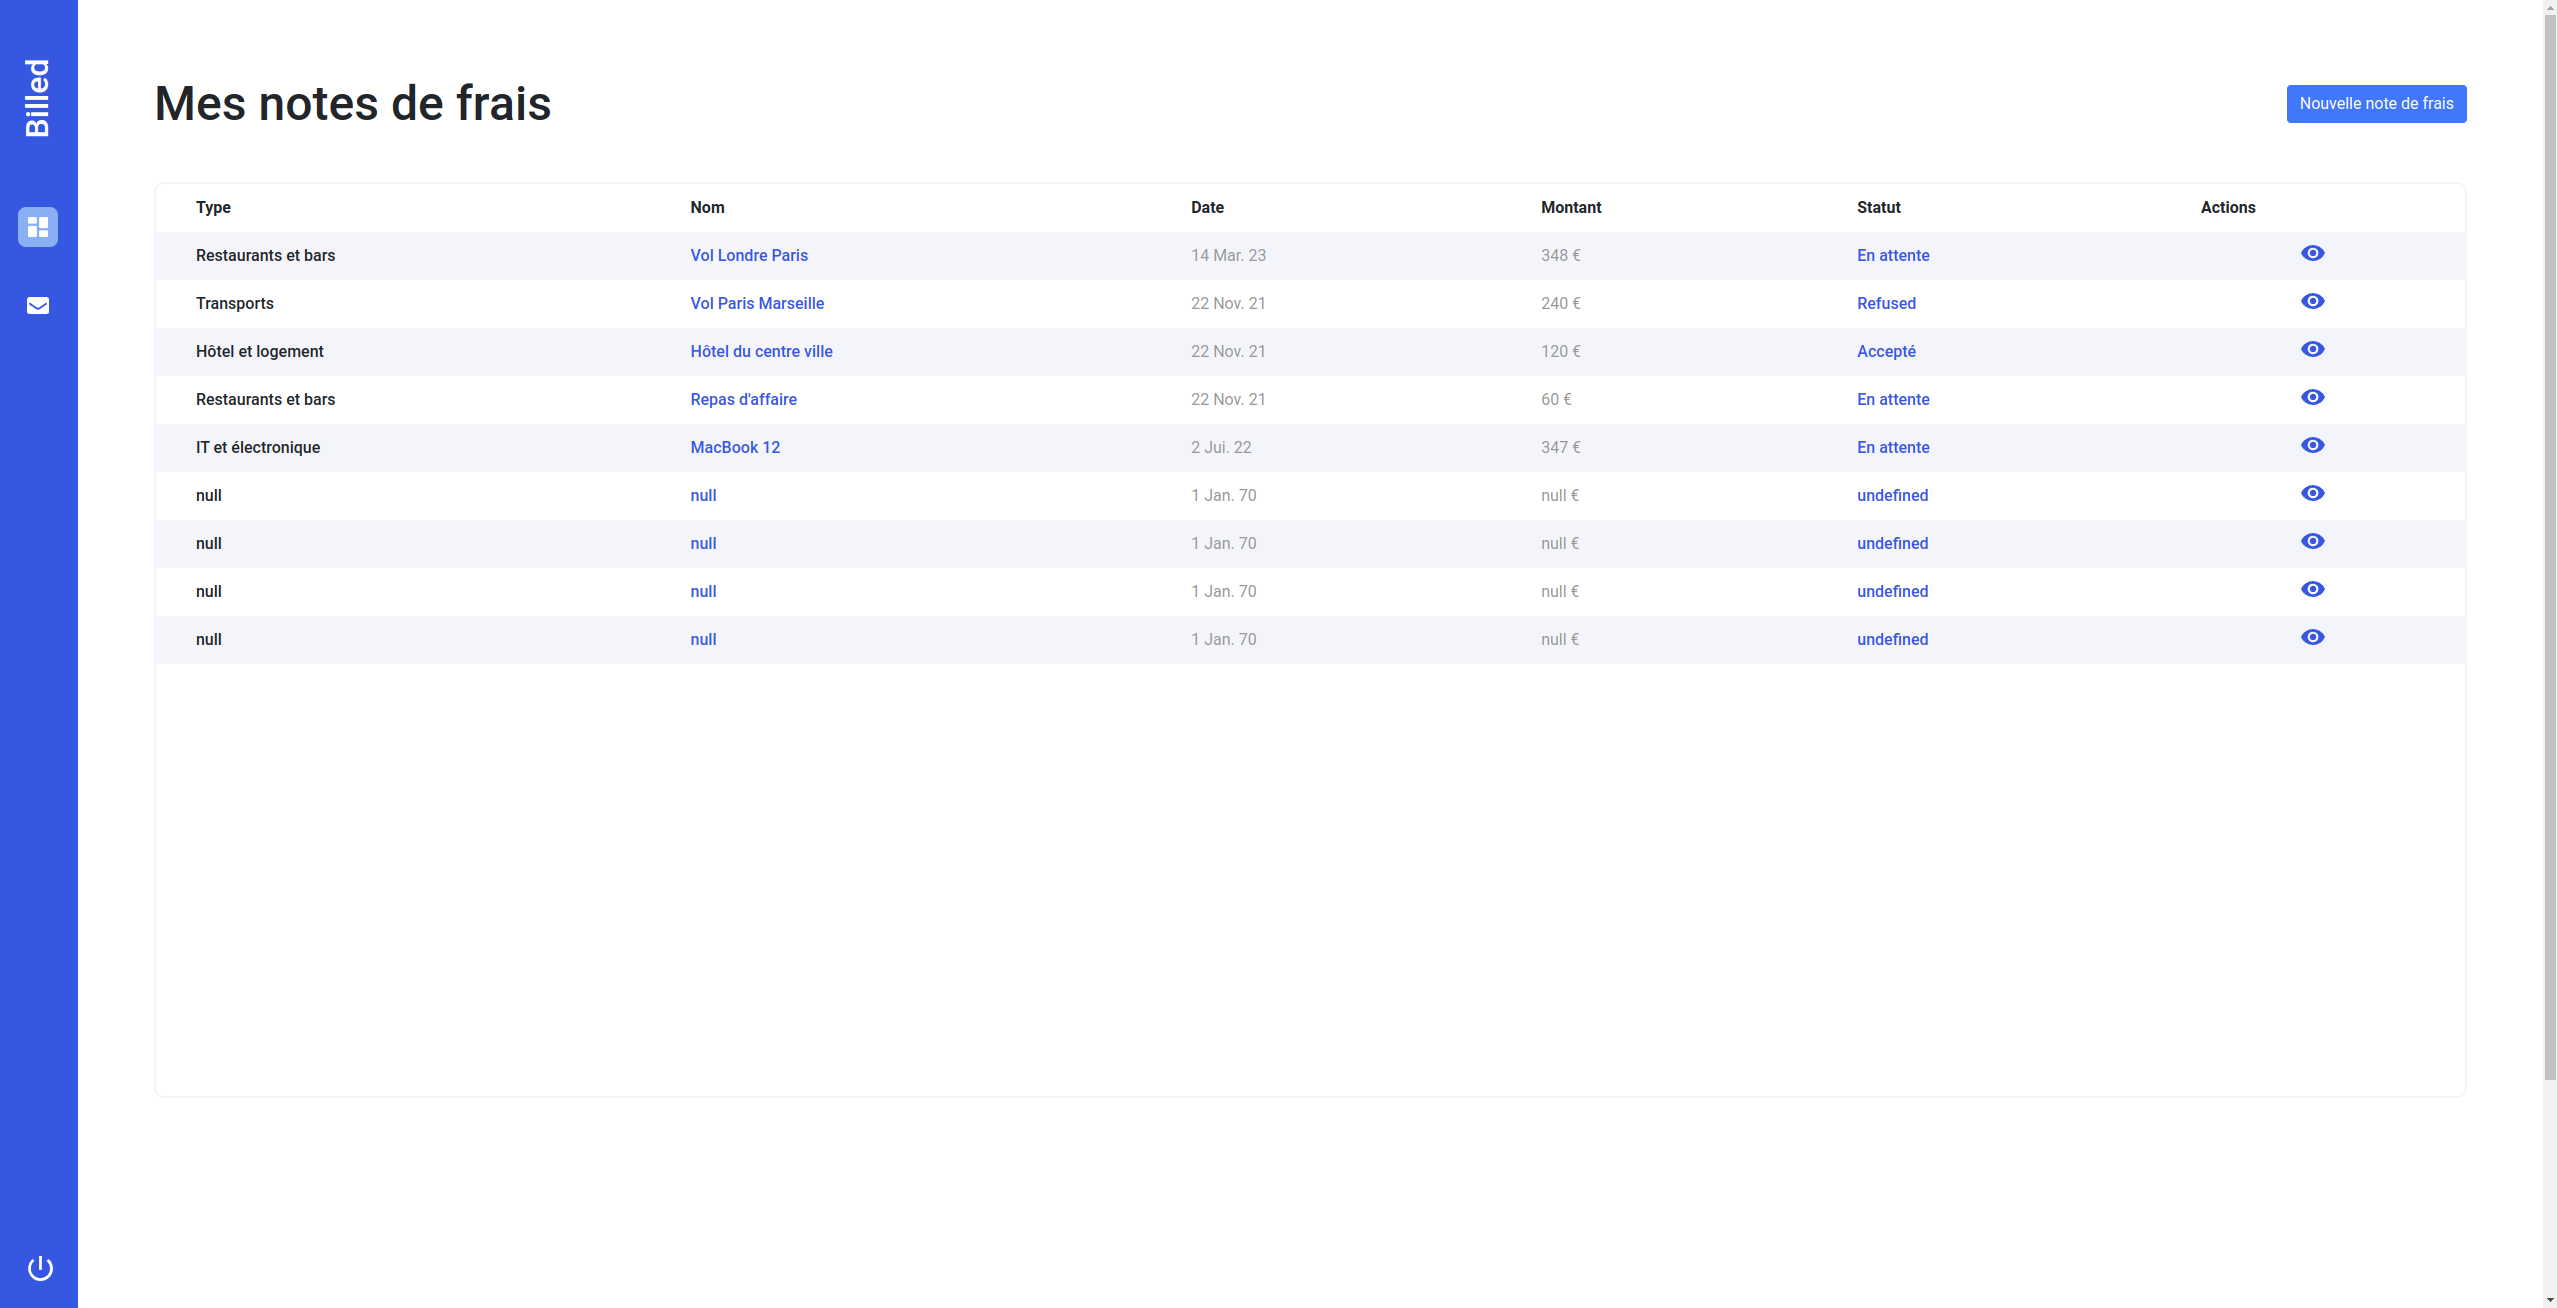 Billed
Mes notes de frais
Nouvelle note de frais
Type Nom Date Montant Statut Actions
Restaurants et bars Vol Londre Paris 14 Mar. 23 348 € En attente
Transports Vol Paris Marseille 22 Nov. 21 240 € Refused
Hôtel et logement Hôtel du centre ville 22 Nov. 21 120 € Accepté
Restaurants et bars Repas d'affaire 22 Nov. 21 60 € En attente
IT et électronique MacBook 12 2 Jui. 22 347 € En attente
null null 1 Jan. 70 null € undefined
null null 1 Jan. 70 null € undefined
null null 1 Jan. 70 null € undefined
null null 1 Jan. 70 null € undefined